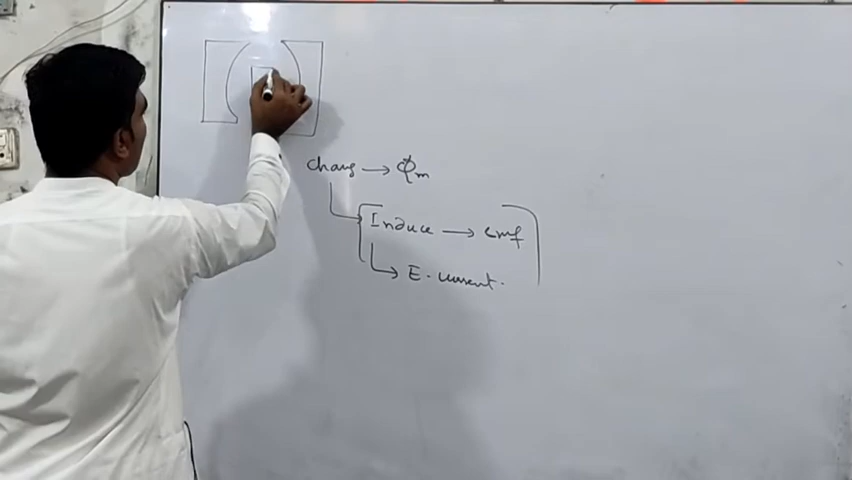 Chang → Φm
Induce → emf
E. current.